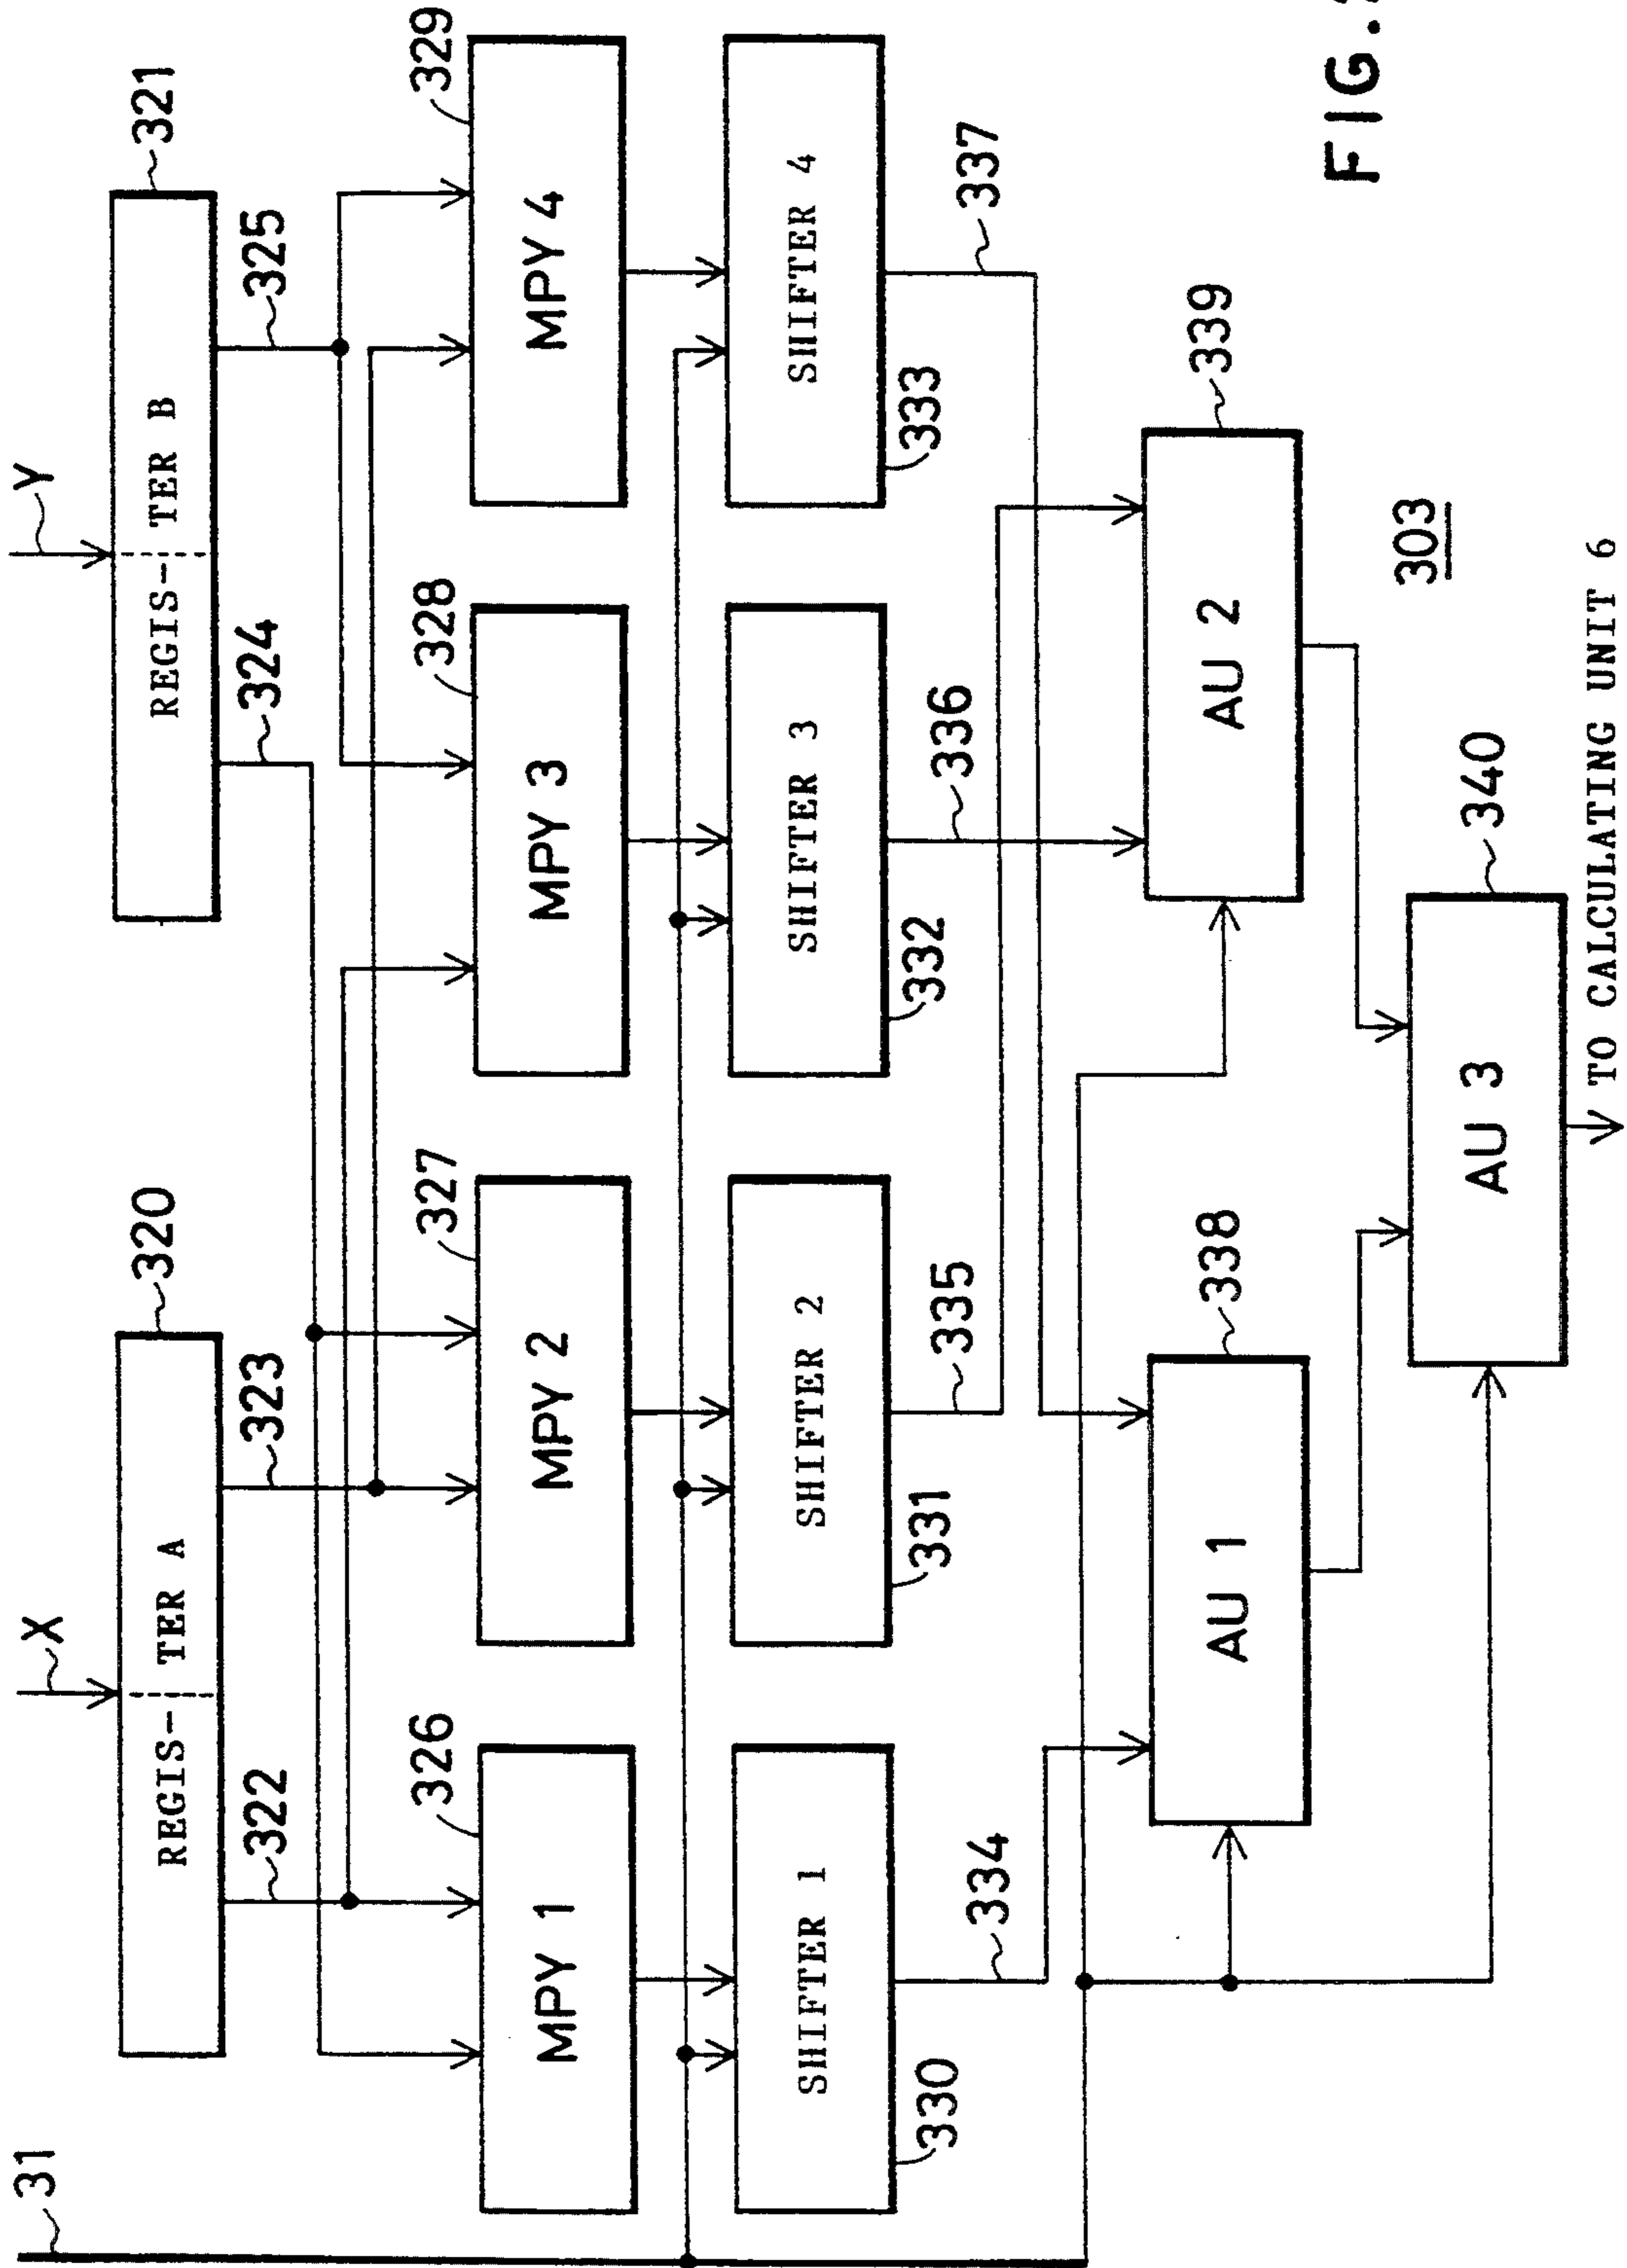 31
X
Y
REGIS- TER A
320
REGIS- TER B
321
322
323
324
325
MPY 1
326
MPY 2
327
MPY 3
328
MPY 4
329
SHIFTER 1
330
SHIFTER 2
331
SHIFTER 3
332
SHIFTER 4
333
334
335
336
337
AU 1
338
AU 2
339
AU 3
340
303
TO CALCULATING UNIT 6
FIG.